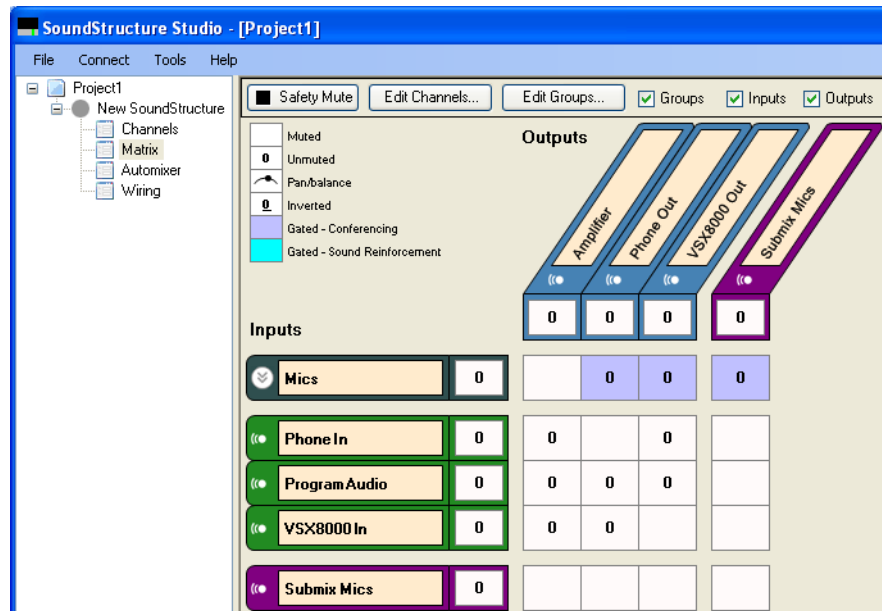 SoundStructure Studio - [Project1]
File Connect Tools Help
Project1
New SoundStructure
Channels
Matrix
Automixer
Wiring
Safety Mute Edit Channels... Edit Groups... Groups Inputs Outputs
Muted
0 Unmuted
Pan/balance
0 Inverted
Gated - Conferencing
Gated - Sound Reinforcement
Outputs
Amplifier
Phone Out
VSX8000 Out
Submix Mics
0 0 0 0
Inputs
Mics 0 0 0 0
Phone In 0 0 0
Program Audio 0 0 0 0
VSX8000 In 0 0 0
Submix Mics 0